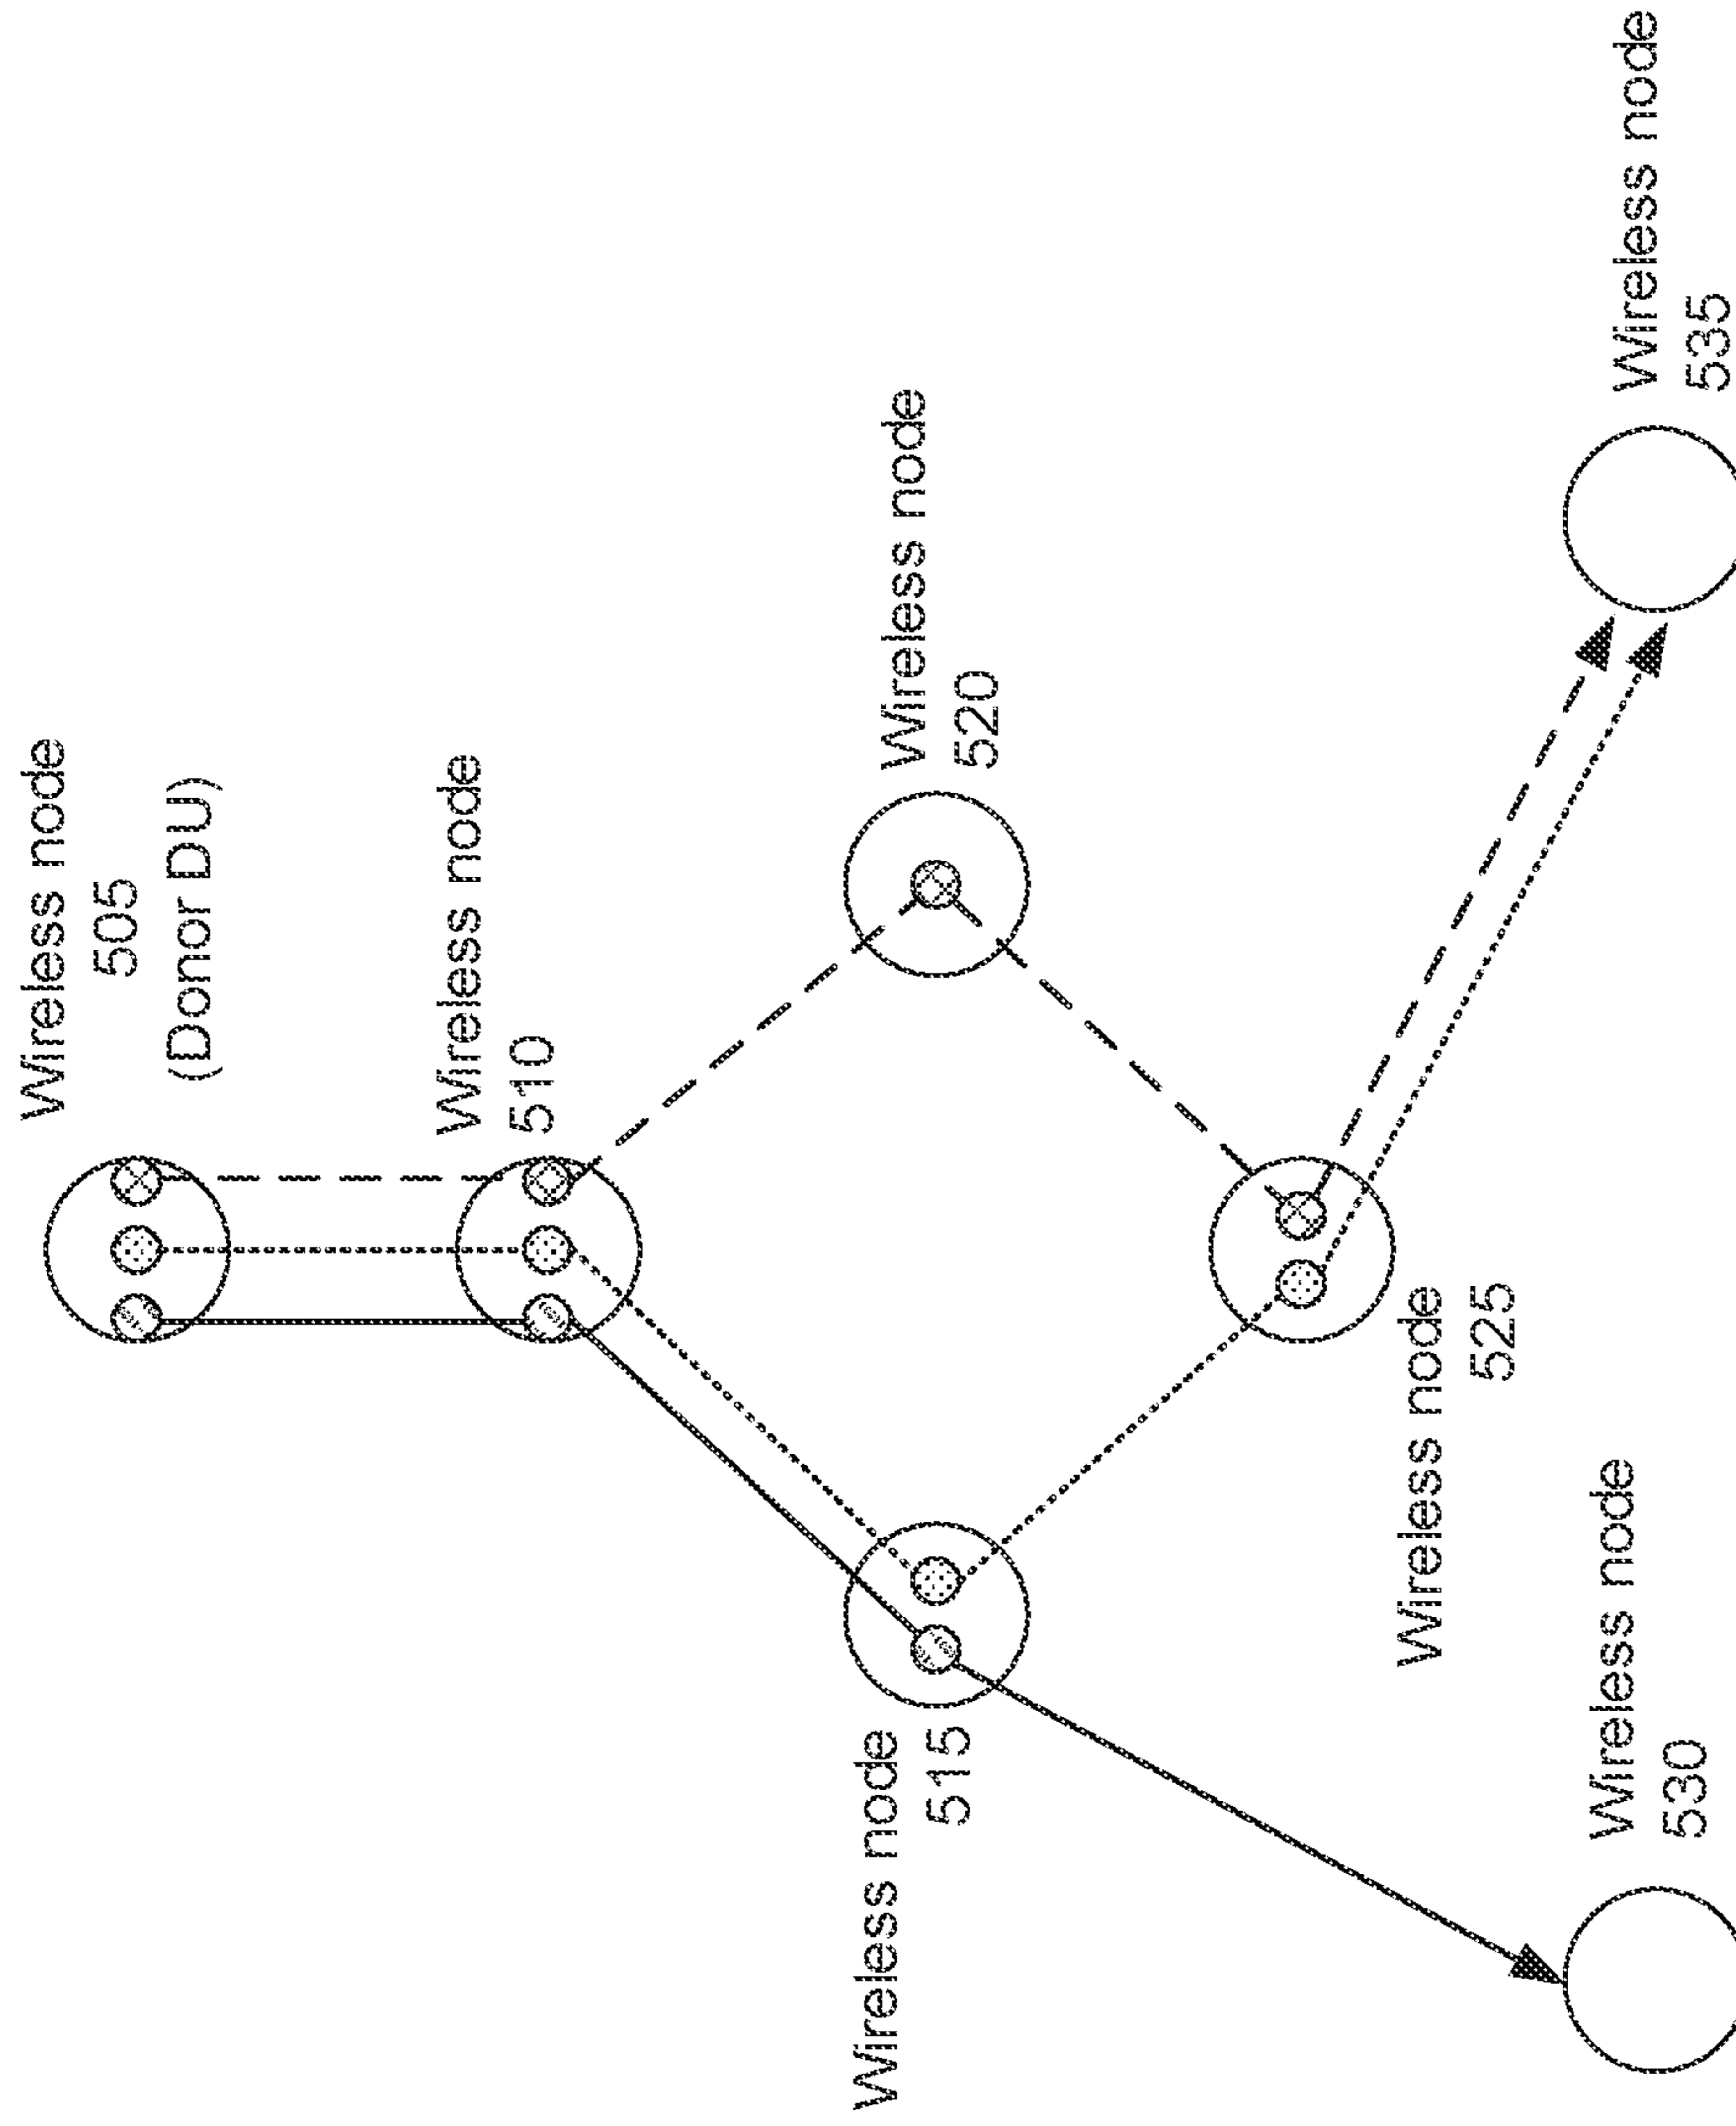 Wireless node
505
(Donor DU)
Wireless node
510
Wireless node
515
Wireless node
520
Wireless node
525
Wireless node
530
Wireless node
535